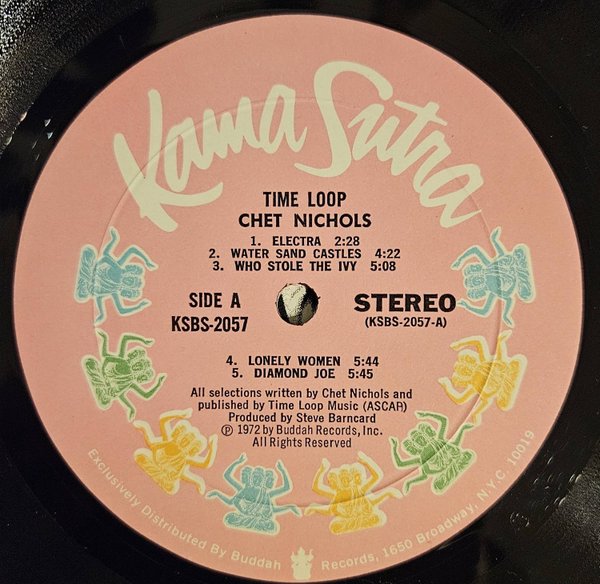 Kama Sutra
TIME LOOP
CHET NICHOLS
1. ELECTRA 2:28
2. WATER SAND CASTLES 4:22
3. WHO STOLE THE IVY 5:08
SIDE A
KSBS-2057
STEREO
(KSBS-2057-A)
4. LONELY WOMEN 5:44
5. DIAMOND JOE 5:45
All selections written by Chet Nichols and
published by Time Loop Music (ASCAR)
Produced by Steve Barncard
Ⓟ 1972 by Buddah Records, Inc.
All Rights Reserved
Exclusively Distributed By Buddah Records, 1650 Broadway, N.Y.C. 10019